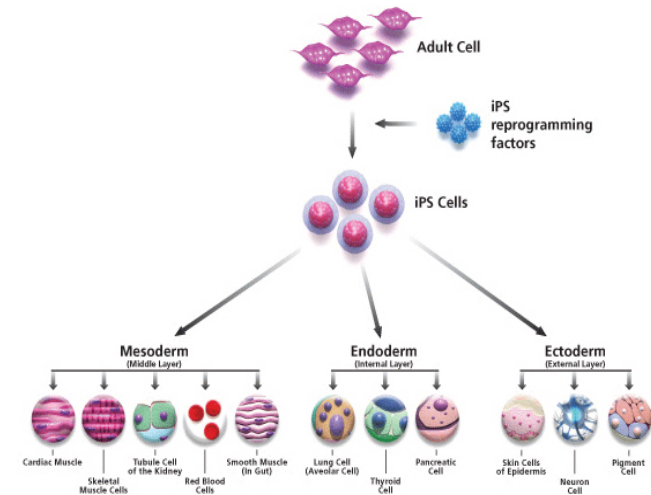 Adult Cell
iPS
reprogramming
factors
iPS Cells
Mesoderm
(Middle Layer)
Endoderm
(Internal Layer)
Ectoderm
(External Layer)
Cardiac Muscle
Skeletal
Muscle Cells
Tubule Cell
of the Kidney
Red Blood
Cells
Smooth Muscle
(In Gut)
Lung Cell
(Aveolar Cell)
Thyroid
Cell
Pancreatic
Cell
Skin Cells
of Epidermis
Neuron
Cell
Pigment
Cell